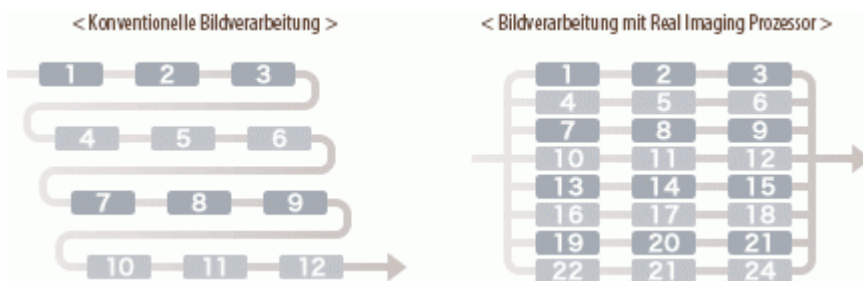 < Konventionelle Bildverarbeitung >
1 2 3
4 5 6
7 8 9
10 11 12
< Bildverarbeitung mit Real Imaging Prozessor >
1 2 3
4 5 6
7 8 9
10 11 12
13 14 15
16 17 18
19 20 21
22 21 24